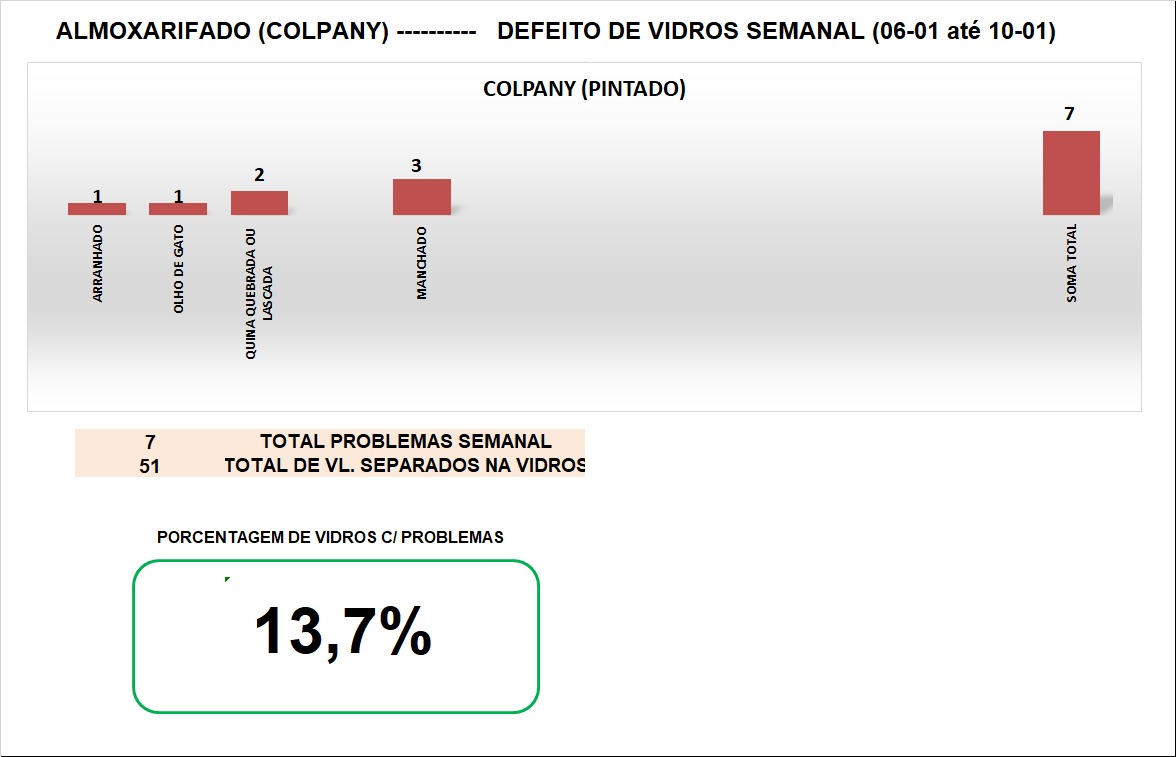 ALMOXARIFADO (COLPANY) ---------- DEFEITO DE VIDROS SEMANAL (06-01 até 10-01)
COLPANY (PINTADO)
1
1
2
3
7
ARRANHADO
OLHO DE GATO
QUINA QUEBRADA OU
LASCADA
MANCHADO
SOMA TOTAL
7 TOTAL PROBLEMAS SEMANAL
51 TOTAL DE VL. SEPARADOS NA VIDROS
PORCENTAGEM DE VIDROS C/ PROBLEMAS
13,7%